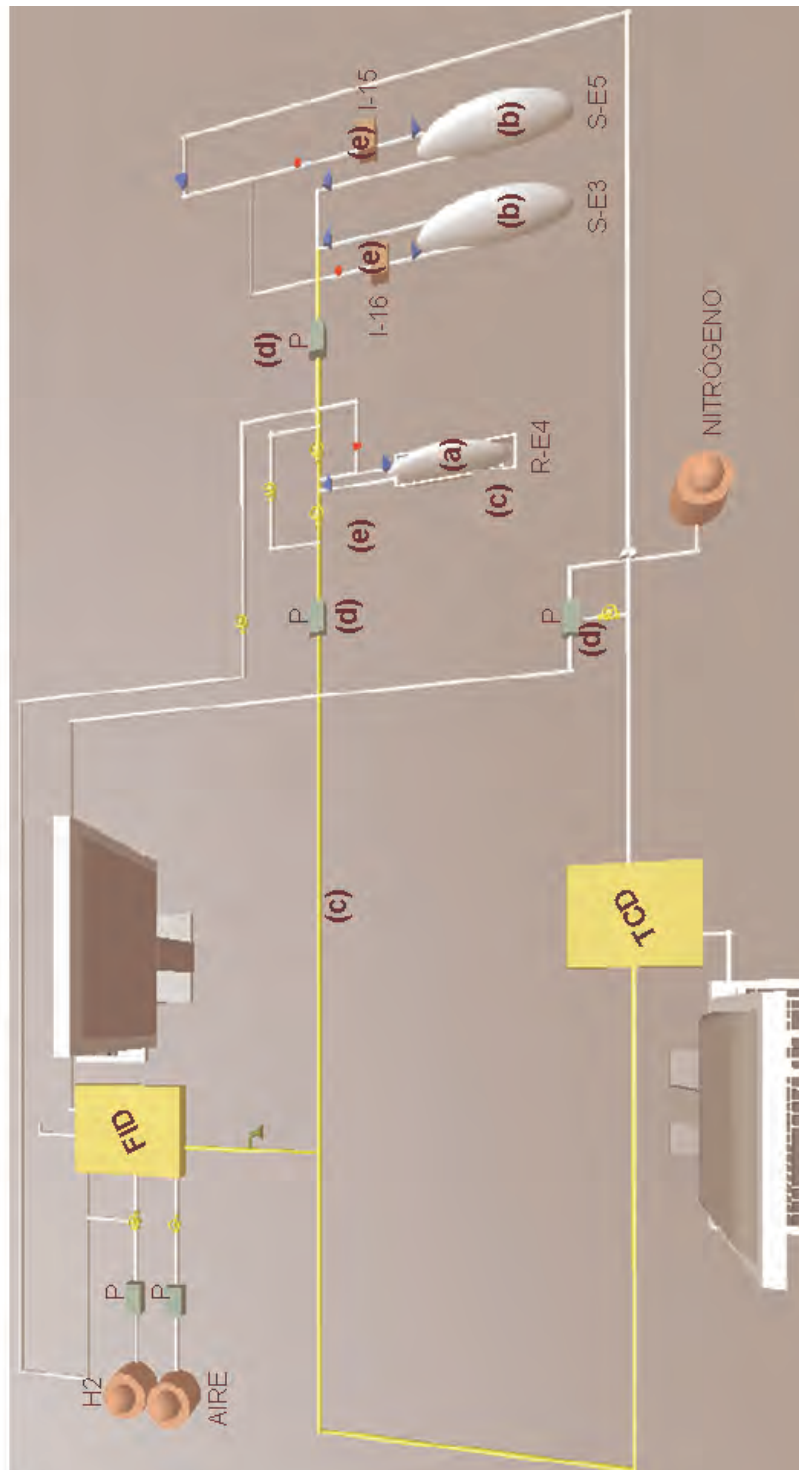 H2
P
AIRE
P
FID
(c)
P
(d)
(e)
(a)
(c)
R-E4
(d)
P
I-16
(e)
(e)
I-15
(b)
S-E3
(b)
S-E5
TCD
P
(d)
NITRÓGENO